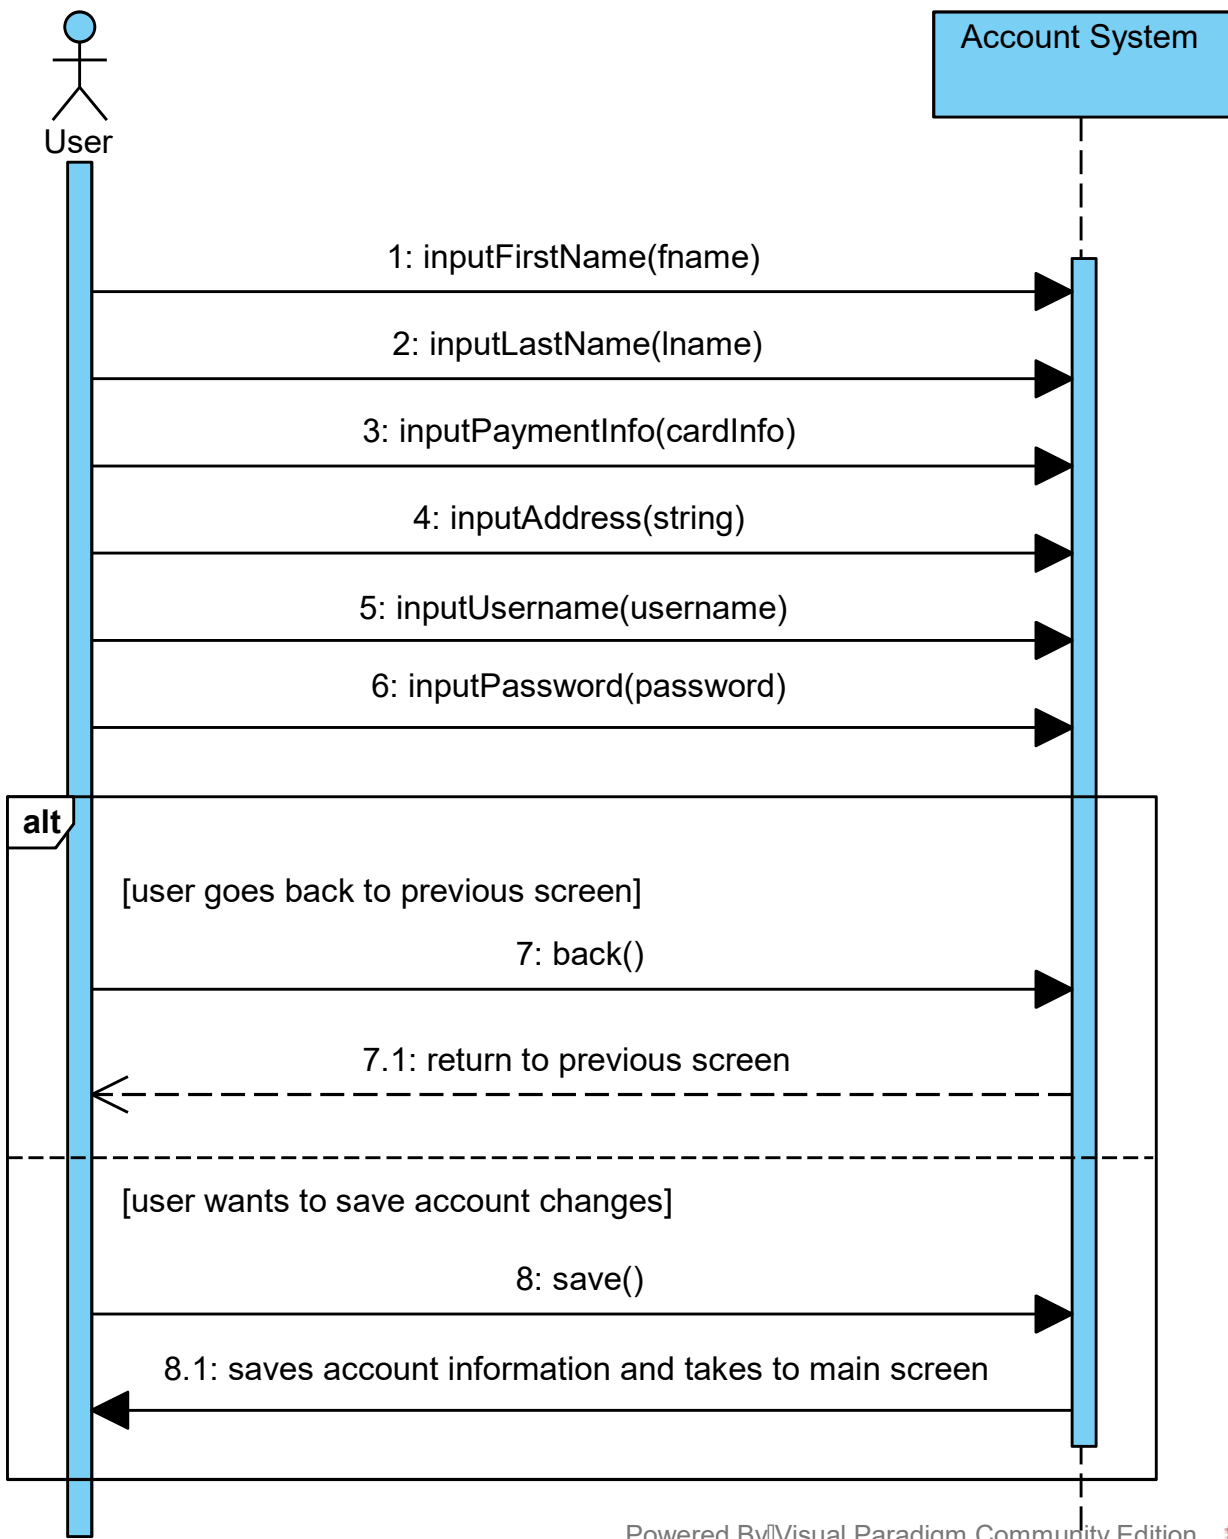 Account System
User
1: inputFirstName(fname)
2: inputLastName(lname)
3: inputPaymentInfo(cardInfo)
4: inputAddress(string)
5: inputUsername(username)
6: inputPassword(password)
alt
[user goes back to previous screen]
7: back()
7.1: return to previous screen
[user wants to save account changes]
8: save()
8.1: saves account information and takes to main screen
Powered By Visual Paradigm Community Edition